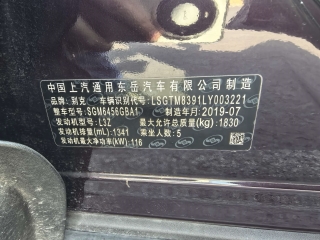 中国上汽通用东岳汽车有限公司制造
品牌：别克 车辆识别代号：LSGTMB391LY003221
整车型号：SGM6456GBA1 制造年月：2019-07
发动机型号：L3Z 最大允许总质量(kg)：1830
发动机排量(mL)：1341 乘坐人数：5
发动机最大净功率(kW)：116